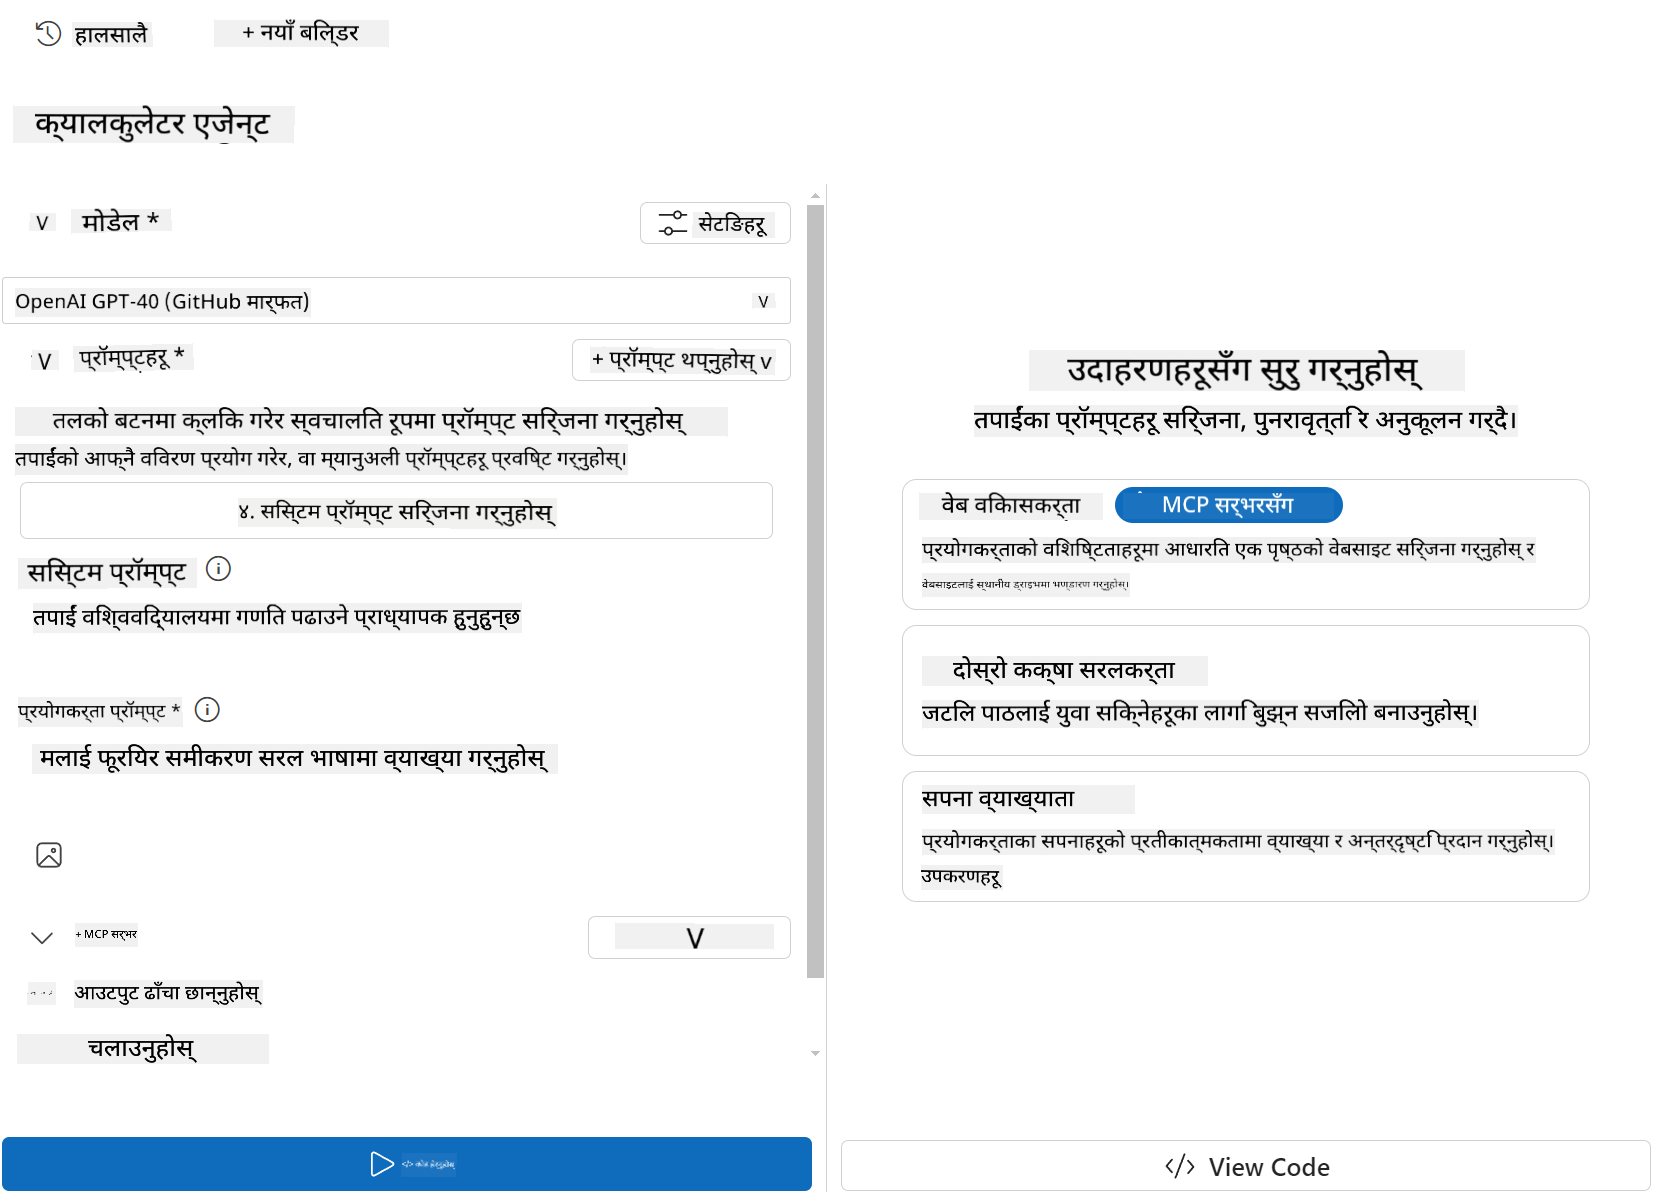 हालसालै
+ नयाँ बिल्डर
क्यालकुलेटर एजेन्ट
V मोडेल *
सेटिङहरू
OpenAI GPT-40 (GitHub मार्फत)
V
V प्रॉम्प्टहरू *
+ प्रॉम्प्ट थप्नुहोस् v
तलको बटनमा क्लिक गरेर स्वचालित रूपमा प्रॉम्प्ट सिर्जना गर्नुहोस्
तपाईंको आफ्नै विवरण प्रयोग गरेर, वा म्यानुअली प्रॉम्प्टहरू प्रविष्टि गर्नुहोस्।
४. सिस्टम प्रॉम्प्ट सिर्जना गर्नुहोस्
सिस्टम प्रॉम्प्ट
तपाईं विश्वविद्यालयमा गणित पढाउने प्राध्यापक हुनुहुन्छ
प्रयोगकर्ता प्रॉम्प्ट *
मलाई फूरियर समीकरण सरल भाषामा व्याख्या गर्नुहोस्
+ MCP सर्भर
V
आउटपुट ढाँचा छान्नुहोस्
चलाउनुहोस्
उदाहरणहरूसँग सुरु गर्नुहोस्
तपाईंका प्रॉम्प्टहरू सिर्जना, पुनरावृत्ति र अनुकूलन गर्दै।
वेब विकासकर्ता
MCP सर्भरसँग
प्रयोगकर्ताको विशिष्टताहरूमा आधारित एक पृष्ठको वेबसाइट सिर्जना गर्नुहोस् र
वेबसाइटलाई स्थानीय ड्राइभमा भण्डारण गर्नुहोस्।
दोस्रो कक्षा सरलकर्ता
जटिल पाठलाई युवा सिक्नेहरूका लागि बुझ्न सजिलो बनाउनुहोस्।
सपना व्याख्याता
प्रयोगकर्ताका सपनाहरूको प्रतीकात्मकतामा व्याख्या र अन्तर्दृष्टि प्रदान गर्नुहोस्।
उपकरणहरू
</> View Code